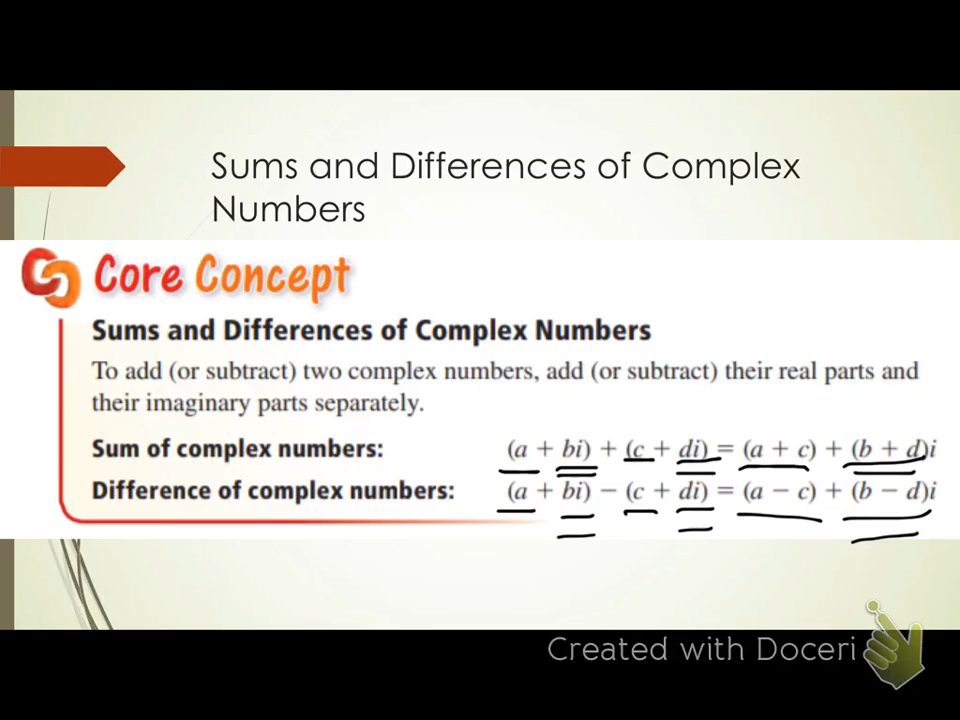 Sums and Differences of Complex
Numbers
Core Concept
Sums and Differences of Complex Numbers
To add (or subtract) two complex numbers, add (or subtract) their real parts and
their imaginary parts separately.
Sum of complex numbers: (a + bi) + (c + di) = (a + c) + (b + d)i
Difference of complex numbers: (a + bi) − (c + di) = (a − c) + (b − d)i
Created with Doceri